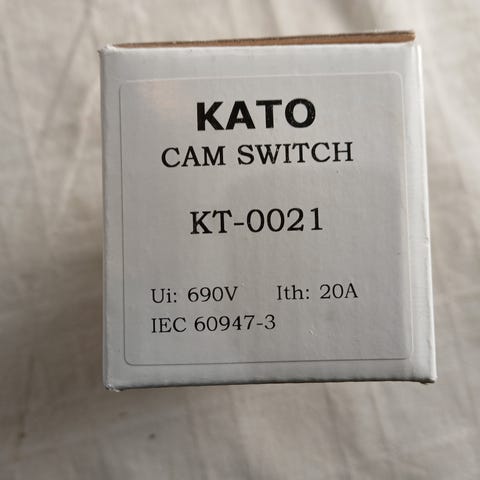 KATO
CAM SWITCH
KT-0021
Ui: 690V Ith: 20A
IEC 60947-3